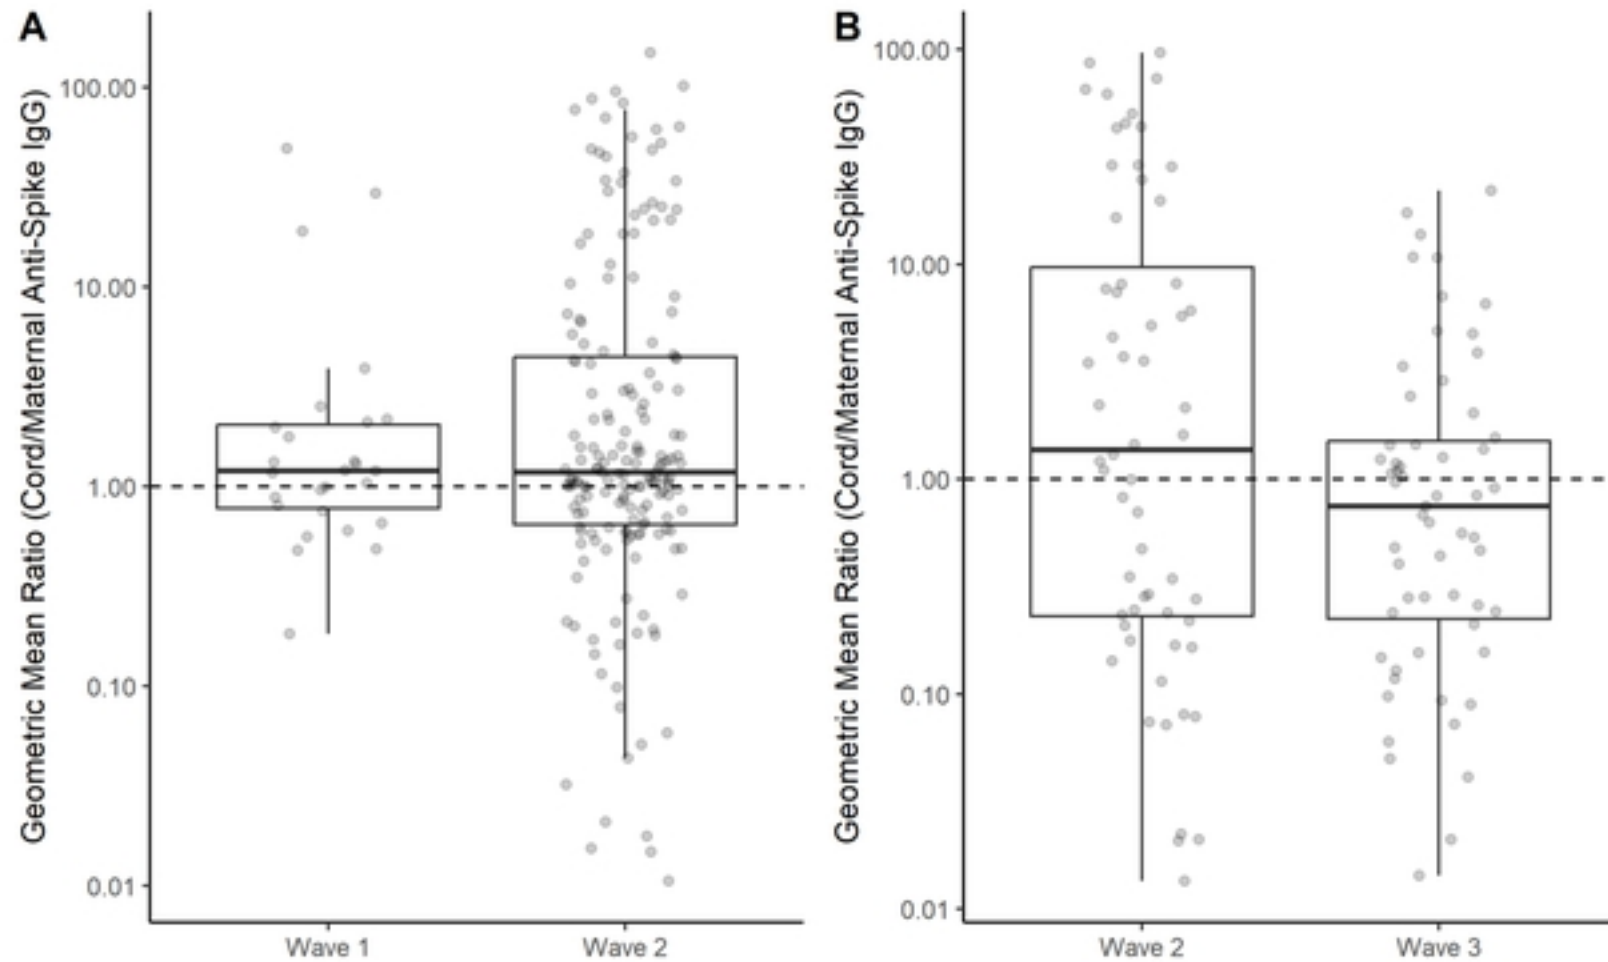 A
Geometric Mean Ratio (Cord/Maternal Anti-Spike IgG)
100.00
10.00
1.00
0.10
0.01
Wave 1 Wave 2
B
Geometric Mean Ratio (Cord/Maternal Anti-Spike IgG)
100.00
10.00
1.00
0.10
0.01
Wave 2 Wave 3